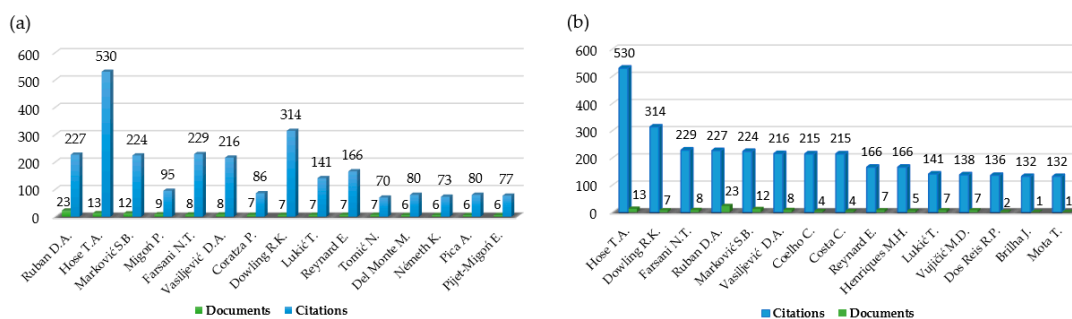 (a)
600
500
400
300
200
100
0
227 530 224 95 229 216 86 314 141 166 70 80 73 80 77
23 13 12 9 8 8 7 7 7 7 7 6 6 6 6
Ruban D.A.
Hose T.A.
Marković S.B.
Migoń P.
Farsani N.T.
Vasiljević D.A.
Coratza P.
Dowling R.K.
Lukić T.
Reynard E.
Tomić N.
Del Monte M.
Németh K.
Pica A.
Pijet-Migoń E.
Documents Citations
(b)
600
500
400
300
200
100
0
530 314 229 227 224 216 215 215 166 166 141 138 136 132 132
13 7 8 23 12 8 4 4 7 5 7 7 2 1 1
Hose T.A.
Dowling R.K.
Farsani N.T.
Ruban D.A.
Marković S.B.
Vasiljević D.A.
Coelho C.
Costa C.
Reynard E.
Henriques M.H.
Lukić T.
Vujičić M.D.
Dos Reis R.P.
Brilha J.
Mota T.
Citations Documents